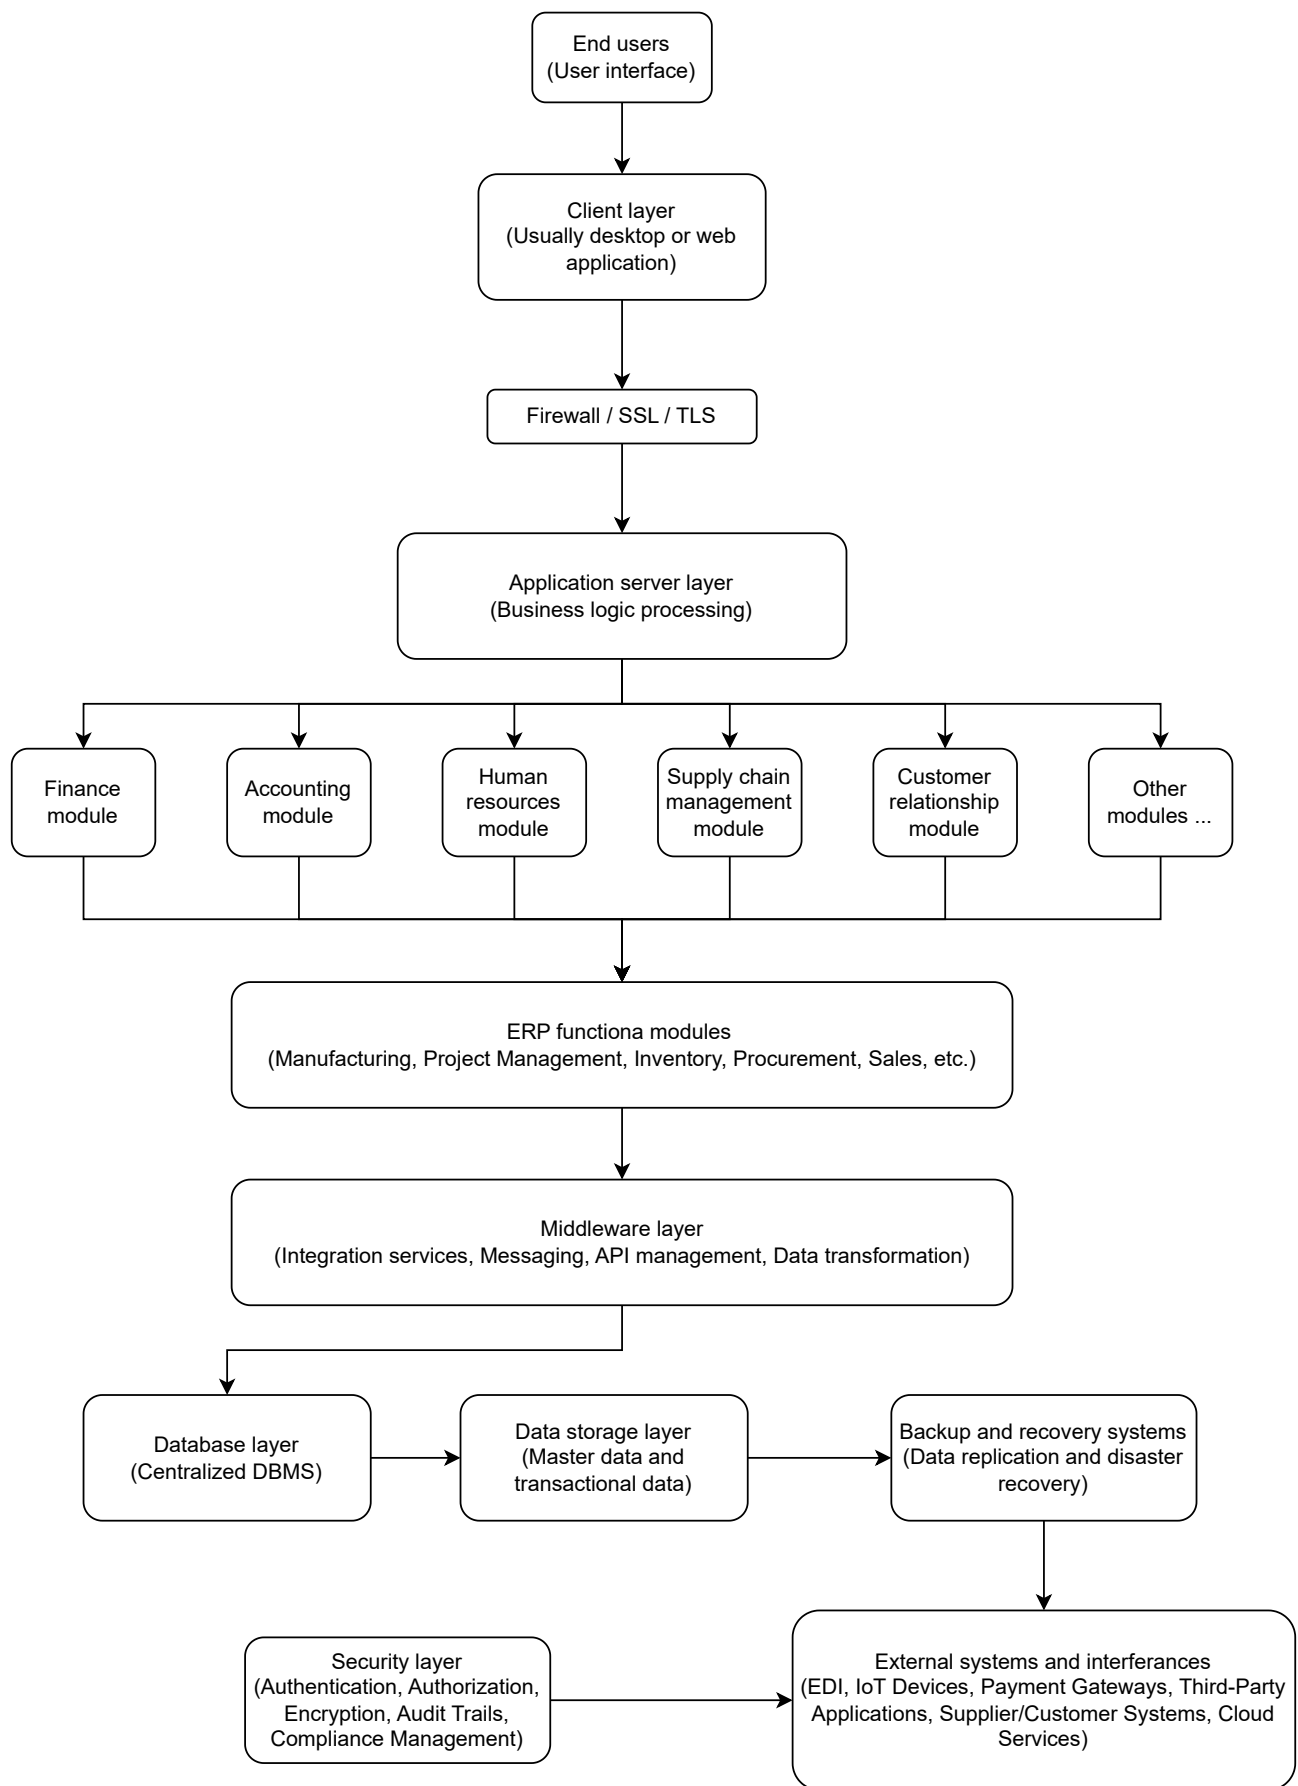 End users
(User interface)
Client layer
(Usually desktop or web
application)
Firewall / SSL / TLS
Application server layer
(Business logic processing)
Finance
module
Accounting
module
Human
resources
module
Supply chain
management
module
Customer
relationship
module
Other
modules ...
ERP functiona modules
(Manufacturing, Project Management, Inventory, Procurement, Sales, etc.)
Middleware layer
(Integration services, Messaging, API management, Data transformation)
Database layer
(Centralized DBMS)
Data storage layer
(Master data and
transactional data)
Backup and recovery systems
(Data replication and disaster
recovery)
Security layer
(Authentication, Authorization,
Encryption, Audit Trails,
Compliance Management)
External systems and interferances
(EDI, IoT Devices, Payment Gateways, Third-Party
Applications, Supplier/Customer Systems, Cloud
Services)